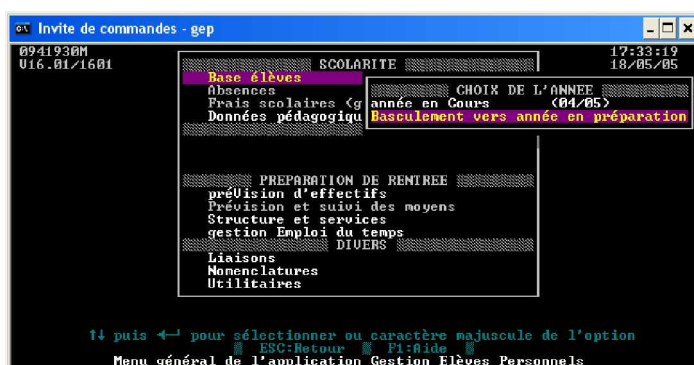 Invite de commandes - gep
0941930M 17:33:19
V16.01/1601 18/05/05
SCOLARITE
Base élèves
Absences
CHOIX DE L'ANNEE
Frais scolaires (g
année en Cours (04/05)
Données pédagogiqu
Basculement vers année en préparation
PREPARATION DE RENTREE
préVision d'effectifs
Prévision et suivi des moyens
Structure et services
gestion Emploi du temps
DIVERS
Liaisons
Nomenclatures
Utilitaires
↑↓ puis ←┘ pour sélectionner ou caractère majuscule de l'option
ESC:Retour F1:Aide
Menu général de l'application Gestion Elèves Personnels